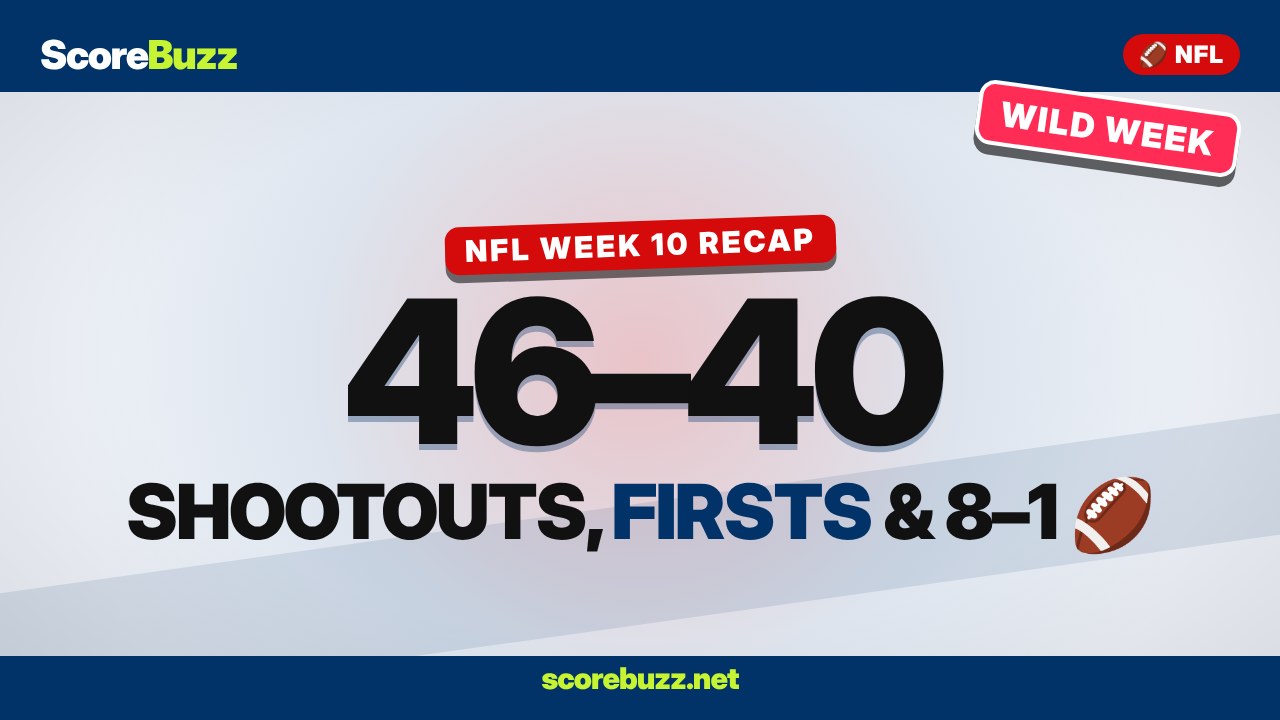 ScoreBuzz
🏈 NFL
WILD WEEK
NFL WEEK 10 RECAP
46–40
SHOOTOUTS, FIRSTS & 8–1 🏈
scorebuzz.net